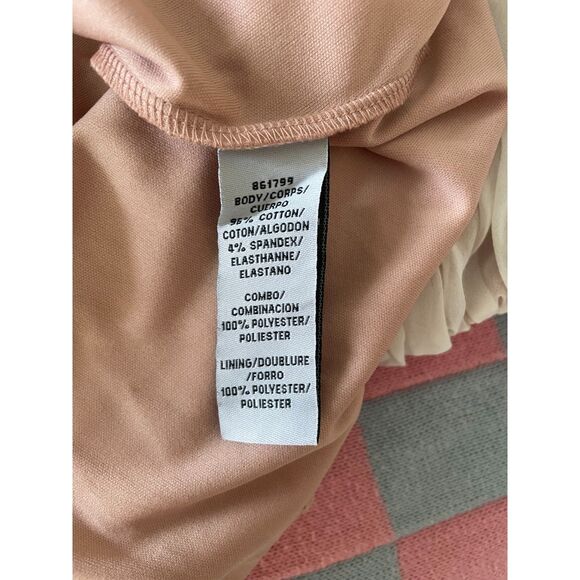 861799
BODY/CORPS/
CUERPO
96% COTTON/
COTON/ALGODON
4% SPANDEX/
ELASTHANNE/
ELASTANO
COMBO/
COMBINACION
100% POLYESTER/
POLIESTER
LINING/DOUBLURE
/FORRO
100% POLYESTER/
POLIESTER